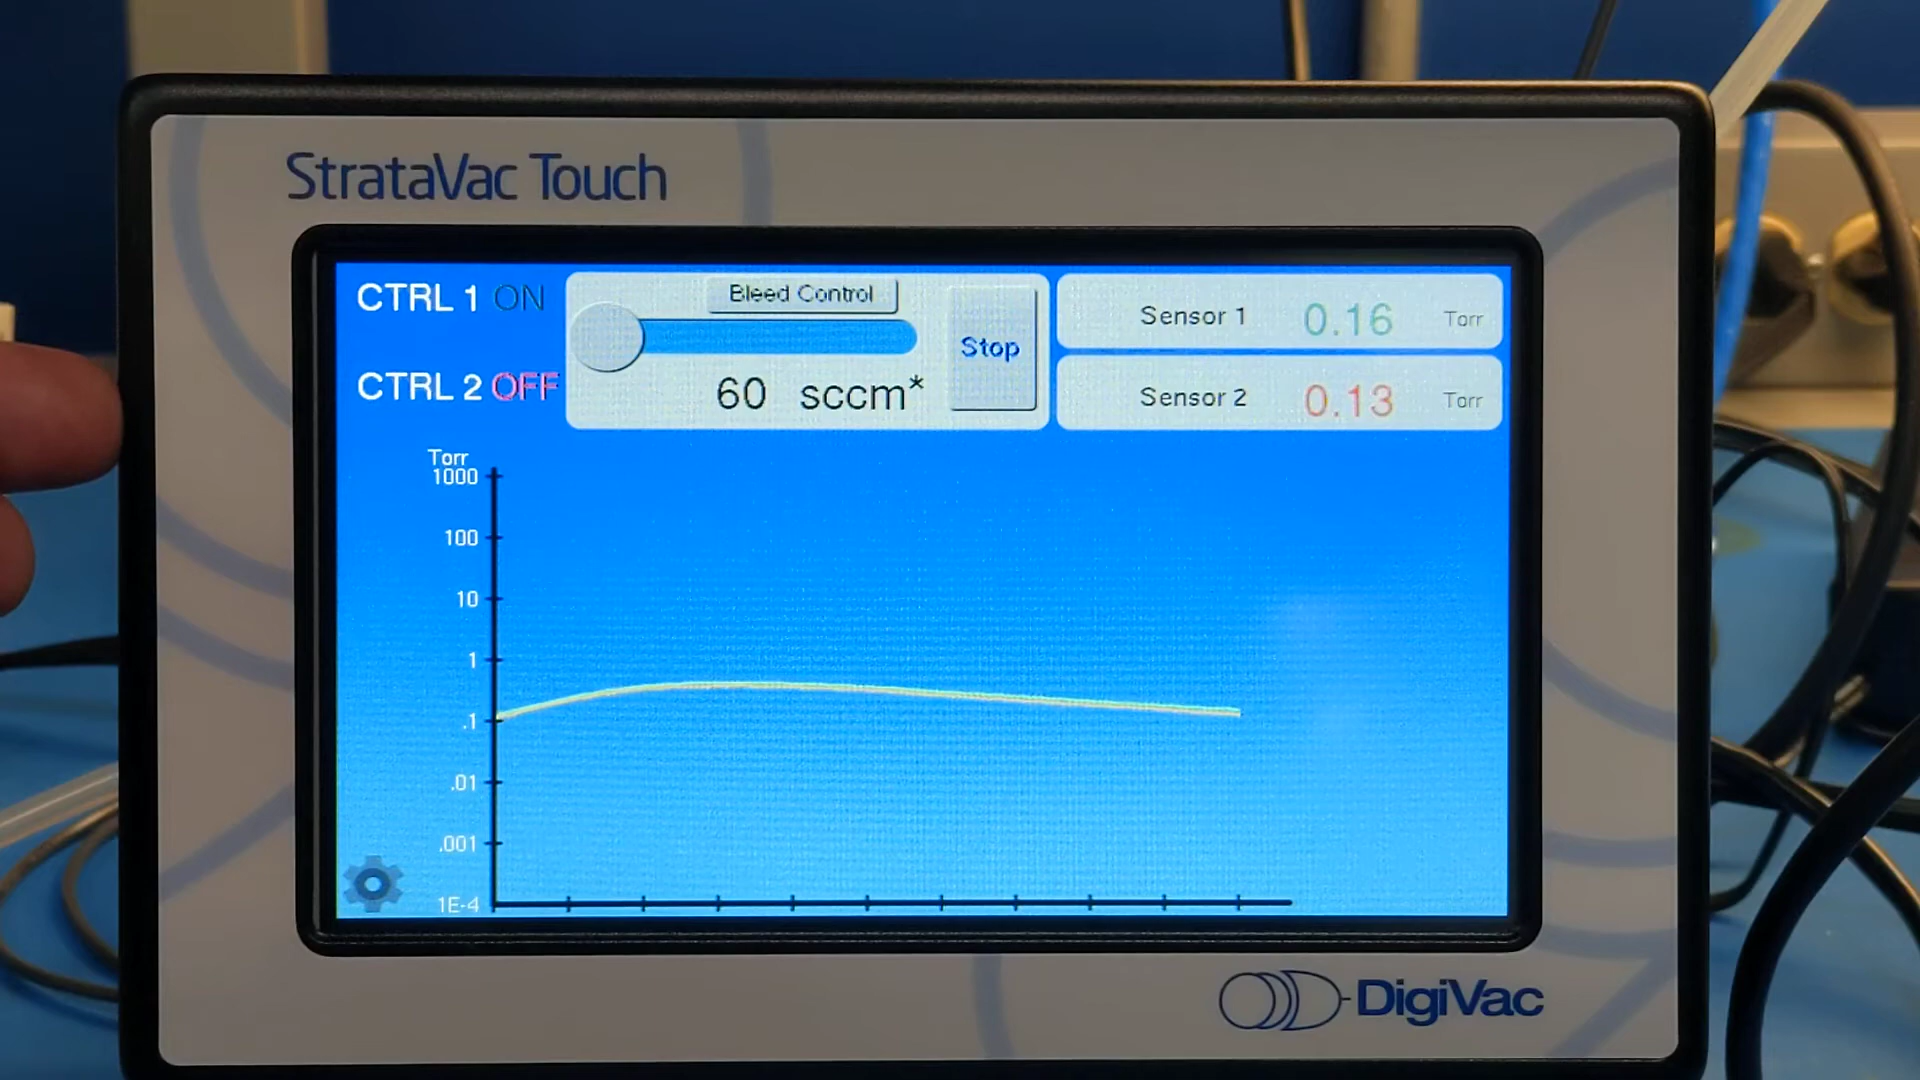 StrataVac Touch
CTRL 1 ON
CTRL 2 OFF
Bleed Control
60 sccm*
Stop
Sensor 1 0.16 Torr
Sensor 2 0.13 Torr
Torr
1000
100
10
1
.1
.01
.001
1E-4
DigiVac